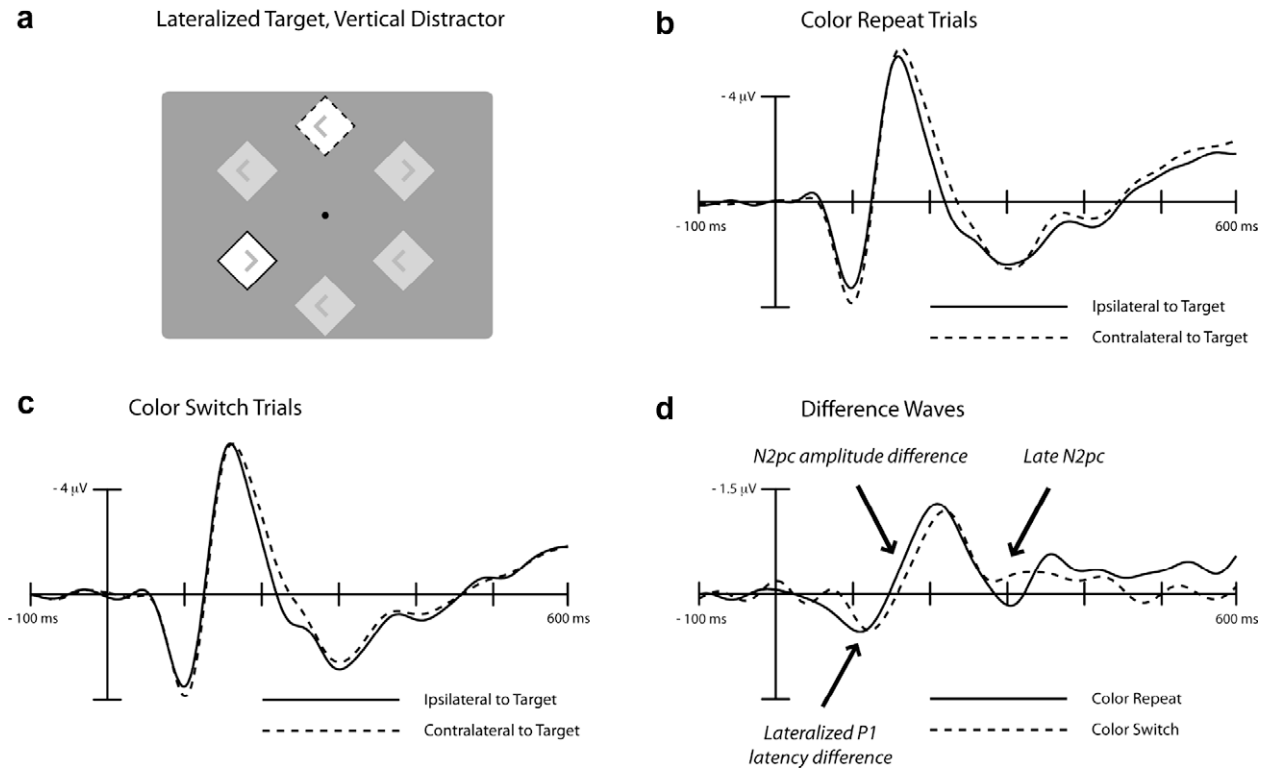 a
Lateralized Target, Vertical Distractor
b
Color Repeat Trials
- 4 μV
- 100 ms
600 ms
Ipsilateral to Target
Contralateral to Target
c
Color Switch Trials
- 4 μV
- 100 ms
600 ms
Ipsilateral to Target
Contralateral to Target
d
Difference Waves
N2pc amplitude difference
Late N2pc
- 1.5 μV
- 100 ms
600 ms
Lateralized P1
latency difference
Color Repeat
Color Switch